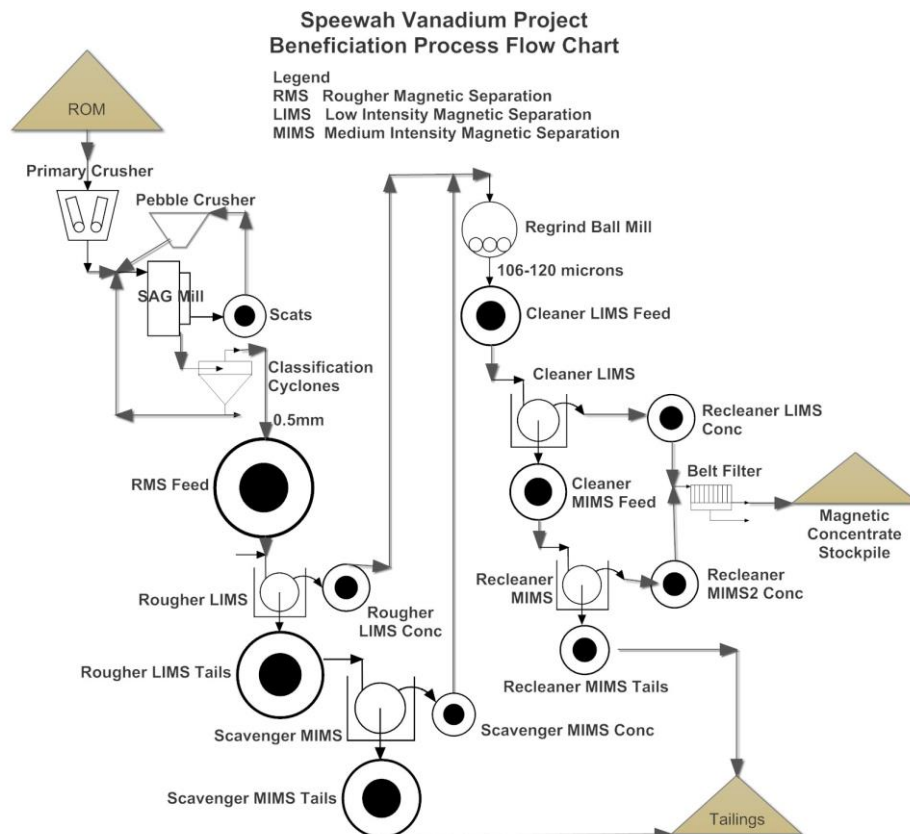 Speewah Vanadium Project
Beneficiation Process Flow Chart
Legend
RMS Rougher Magnetic Separation
LIMS Low Intensity Magnetic Separation
MIMS Medium Intensity Magnetic Separation
ROM
Primary Crusher
Pebble Crusher
SAG Mill
Scats
Classification
Cyclones
0.5mm
RMS Feed
Rougher LIMS
Rougher
LIMS Conc
Rougher LIMS Tails
Scavenger MIMS
Scavenger MIMS Conc
Scavenger MIMS Tails
Regrind Ball Mill
106-120 microns
Cleaner LIMS Feed
Cleaner LIMS
Recleaner LIMS
Conc
Cleaner
MIMS Feed
Belt Filter
Magnetic
Concentrate
Stockpile
Recleaner
MIMS
Recleaner
MIMS2 Conc
Recleaner MIMS Tails
Tailings